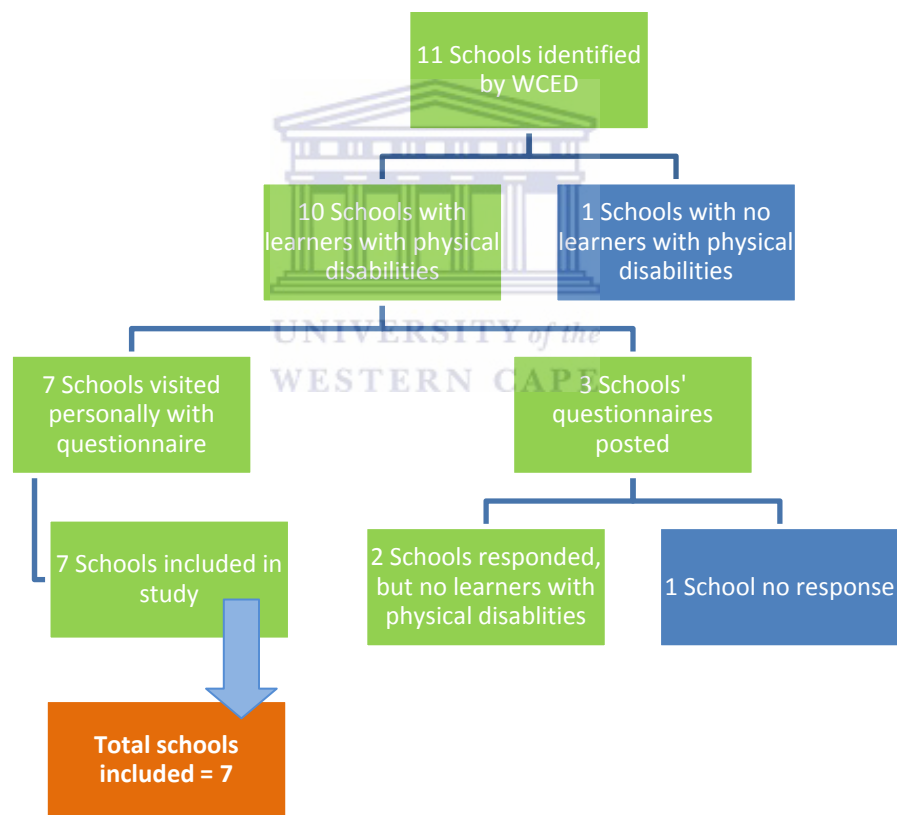 11 Schools identified
by WCED
10 Schools with
learners with physical
disabilities
1 Schools with no
learners with physical
disabilities
UNIVERSITY of the
WESTERN CAPE
7 Schools visited
personally with
questionnaire
3 Schools'
questionnaires
posted
7 Schools included in
study
2 Schools responded,
but no learners with
physical disablities
1 School no response
Total schools
included = 7